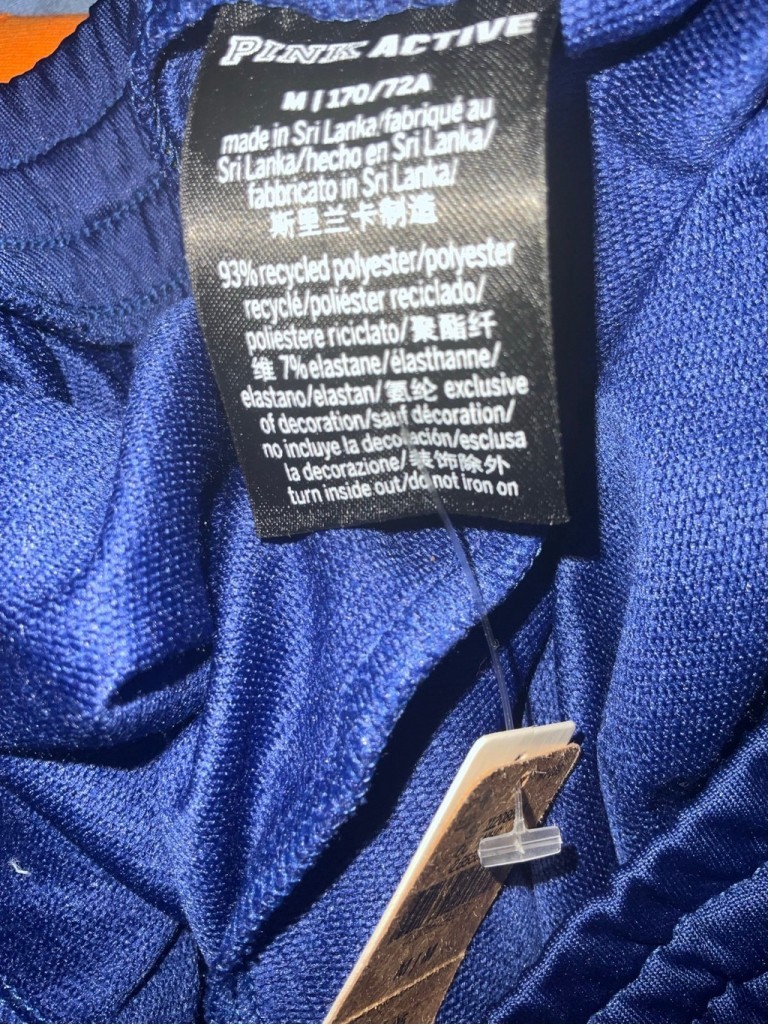 PINK ACTIVE
M | 170/72A
made in Sri Lanka/fabriqué au
Sri Lanka/hecho en Sri Lanka/
fabbricato in Sri Lanka/
斯里兰卡制造
93% recycled polyester/polyester
recyclé/poliéster reciclado/
poliestere riciclato/聚酯纤
维 7% elastane/élasthanne/
elastano/elastan/氨纶 exclusive
of decoration/sauf décoration/
no incluye la decoración/esclusa
la decorazione/装饰除外
turn inside out/do not iron on